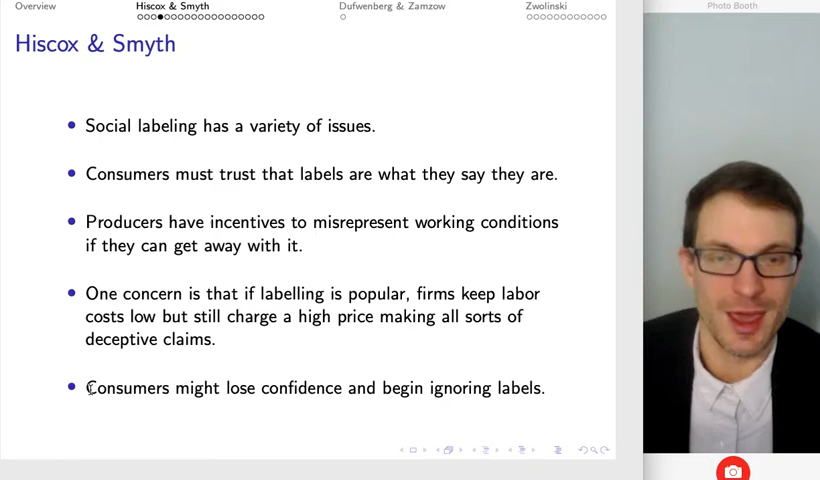 Overview
Hiscox & Smyth
Dufwenberg & Zamzow
Zwolinski
Photo Booth
Hiscox & Smyth
Social labeling has a variety of issues.
Consumers must trust that labels are what they say they are.
Producers have incentives to misrepresent working conditions
if they can get away with it.
One concern is that if labelling is popular, firms keep labor
costs low but still charge a high price making all sorts of
deceptive claims.
Consumers might lose confidence and begin ignoring labels.